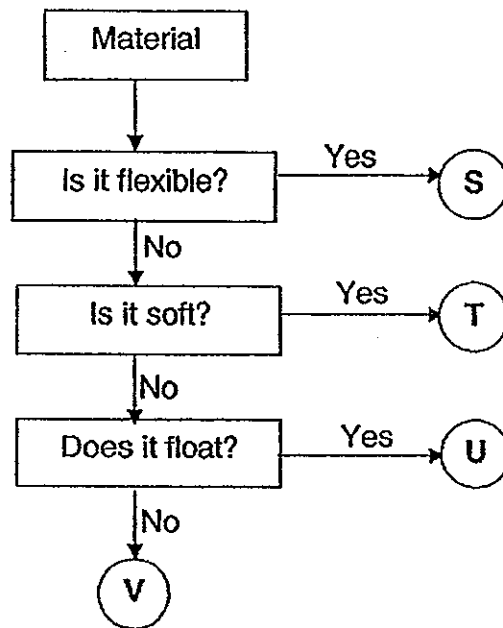 Material
Is it flexible?
Yes
S
No
Is it soft?
Yes
T
No
Does it float?
Yes
U
No
V